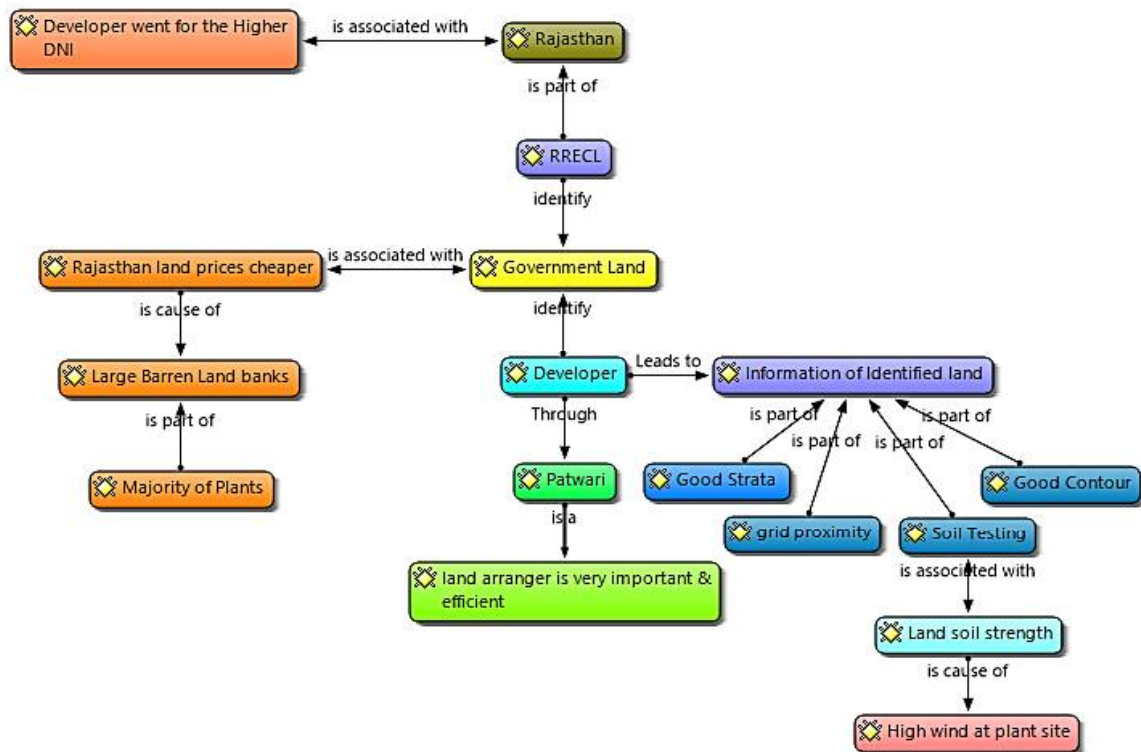 Developer went for the Higher
DNI
is associated with
Rajasthan
is part of
RRECL
identify
Rajasthan land prices cheaper
is associated with
Government Land
is cause of
identify
Large Barren Land banks
Developer
Leads to
Information of Identified land
is part of
Through
is part of
is part of
is part of
is part of
Majority of Plants
Patwari
Good Strata
Good Contour
is a
grid proximity
Soil Testing
land arranger is very important &
efficient
is associated with
Land soil strength
is cause of
High wind at plant site